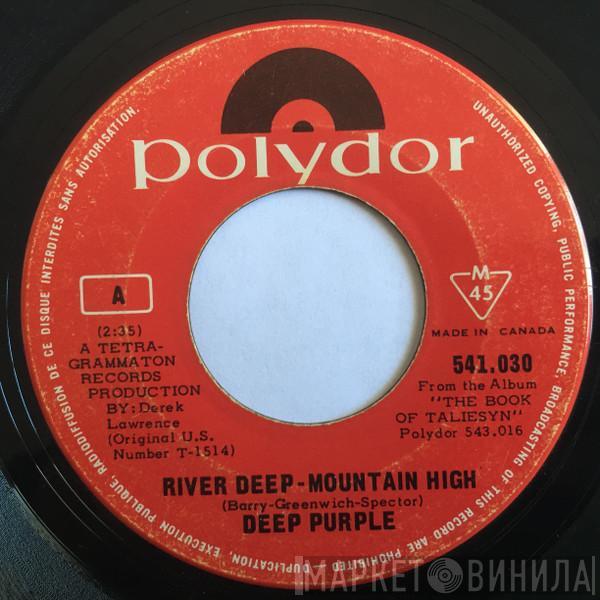 polydor
A
(2:35)
A TETRA-
GRAMMATON
RECORDS
PRODUCTION
BY: Derek
Lawrence
(Original U.S.
Number T-1514)
M
45
MADE IN CANADA
541.030
From the Album
"THE BOOK
OF TALIESYN"
Polydor 543.016
RIVER DEEP-MOUNTAIN HIGH
(Barry-Greenwich-Spector)
DEEP PURPLE
UNAUTHORIZED COPYING, PUBLIC PERFORMANCE, BROADCASTING OF THIS RECORD ARE PROHIBITED - DUPLICATION, EXECUTION PUBLIQUE, RADIODIFFUSION DE CE DISQUE INTERDITES SANS AUTORISATION.
МАРКЕТ ВИНИЛА